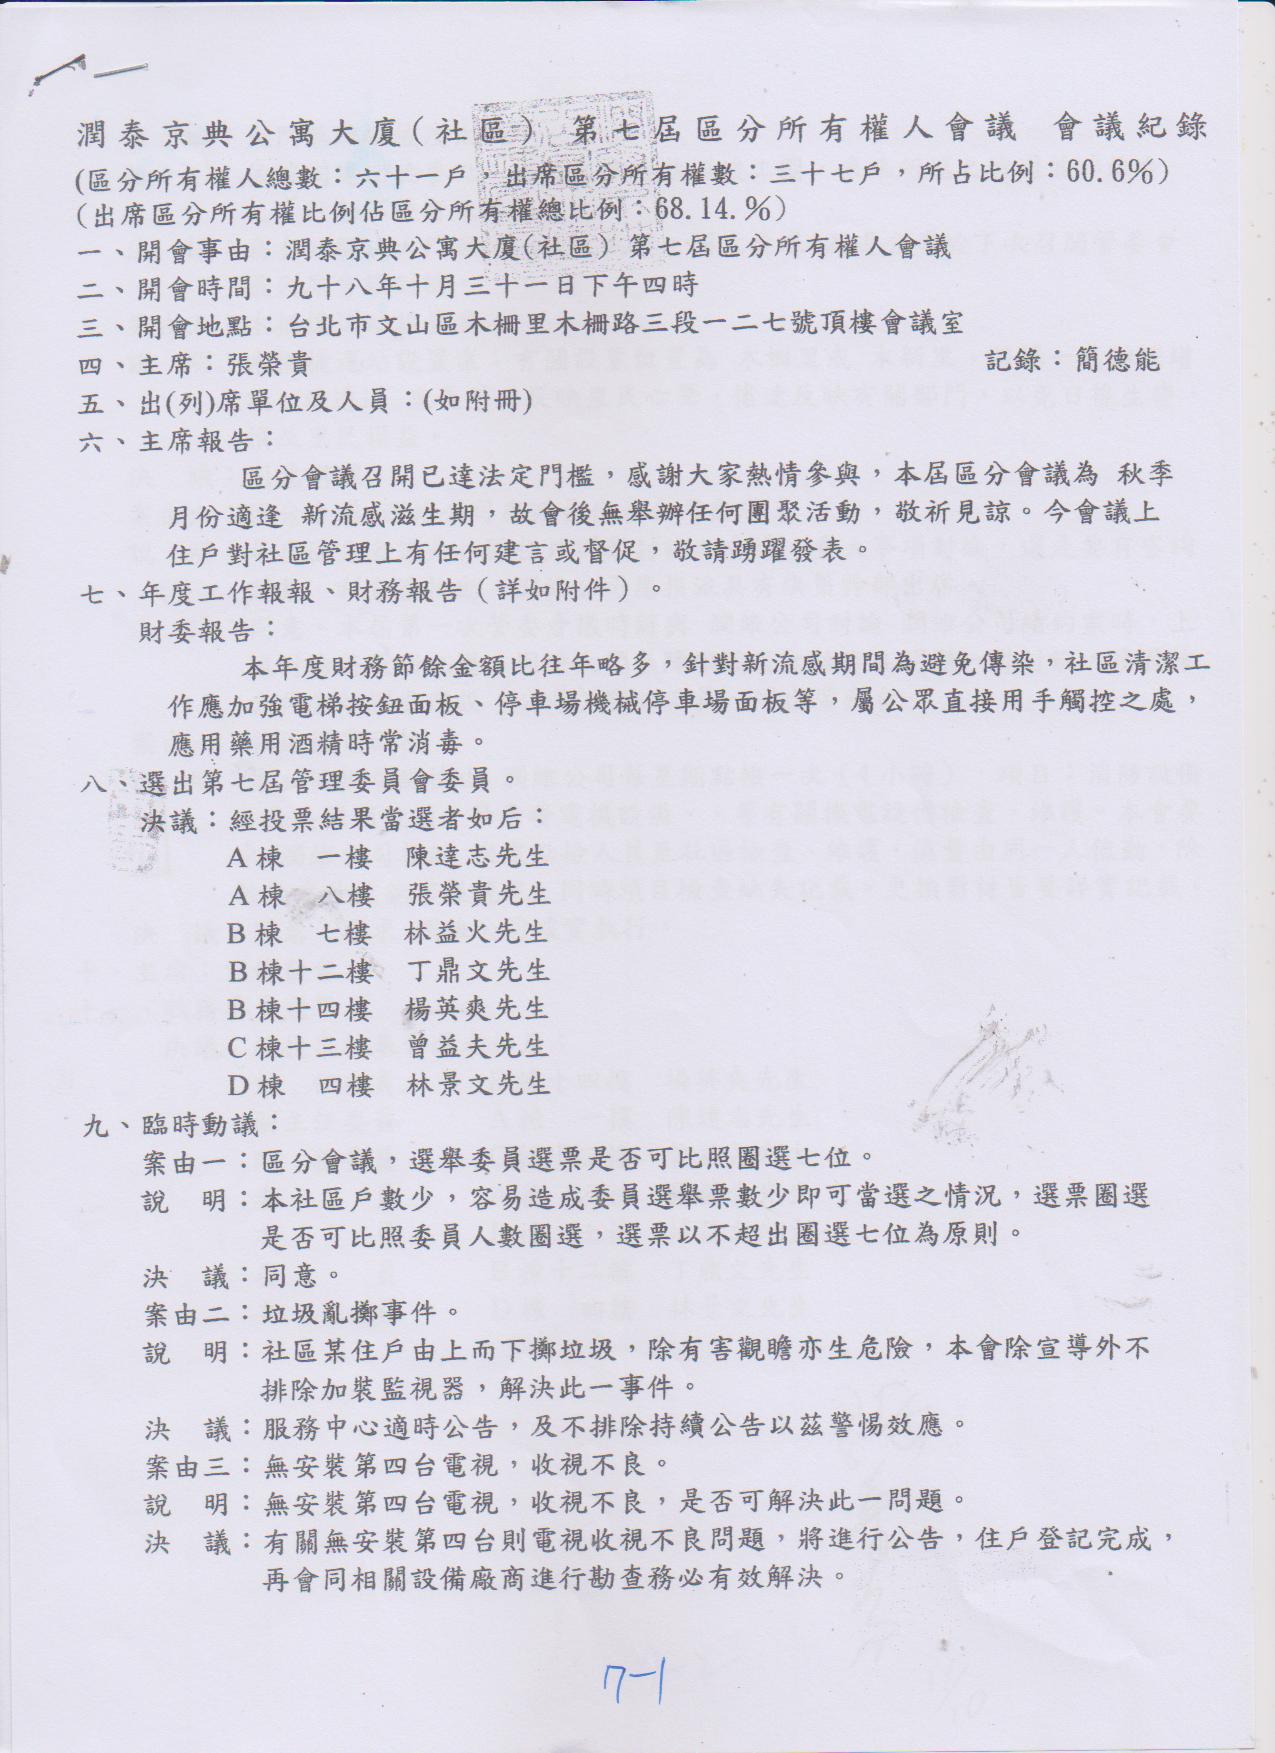 潤泰京典公寓大廈(社區) 第七屆區分所有權人會議 會議紀錄
(區分所有權人總數：六十一戶，出席區分所有權數：三十七戶，所占比例：60.6%)
(出席區分所有權比例佔區分所有權總比例：68.14.%)
一、開會事由：潤泰京典公寓大廈(社區) 第七屆區分所有權人會議
二、開會時間：九十八年十月三十一日下午四時
三、開會地點：台北市文山區木柵里木柵路三段一二七號頂樓會議室
四、主席：張榮貴 記錄：簡德能
五、出(列)席單位及人員：(如附冊)
六、主席報告：
區分會議召開已達法定門檻，感謝大家熱情參與，本屆區分會議為 秋季
月份適逢 新流感滋生期，故會後無舉辦任何團聚活動，敬祈見諒。今會議上
住戶對社區管理上有任何建言或督促，敬請踴躍發表。
七、年度工作報報、財務報告（詳如附件）。
財委報告：
本年度財務節餘金額比往年略多，針對新流感期間為避免傳染，社區清潔工
作應加強電梯按鈕面板、停車場機械停車場面板等，屬公眾直接用手觸控之處，
應用藥用酒精時常消毒。
八、選出第七屆管理委員會委員。
決議：經投票結果當選者如后：
A 棟　一樓　陳達志先生
A 棟　八樓　張榮貴先生
B 棟　七樓　林益火先生
B 棟十二樓　丁鼎文先生
B 棟十四樓　楊英爽先生
C 棟十三樓　曾益夫先生
D 棟　四樓　林景文先生
九、臨時動議：
案由一：區分會議，選舉委員選票是否可比照圈選七位。
說　明：本社區戶數少，容易造成委員選舉票數少即可當選之情況，選票圈選
是否可比照委員人數圈選，選票以不超出圈選七位為原則。
決　議：同意。
案由二：垃圾亂擲事件。
說　明：社區某住戶由上而下擲垃圾，除有害觀瞻亦生危險，本會除宣導外不
排除加裝監視器，解決此一事件。
決　議：服務中心適時公告，及不排除持續公告以茲警惕效應。
案由三：無安裝第四台電視，收視不良。
說　明：無安裝第四台電視，收視不良，是否可解決此一問題。
決　議：有關無安裝第四台則電視收視不良問題，將進行公告，住戶登記完成，
再會同相關設備廠商進行勘查務必有效解決。
7-1